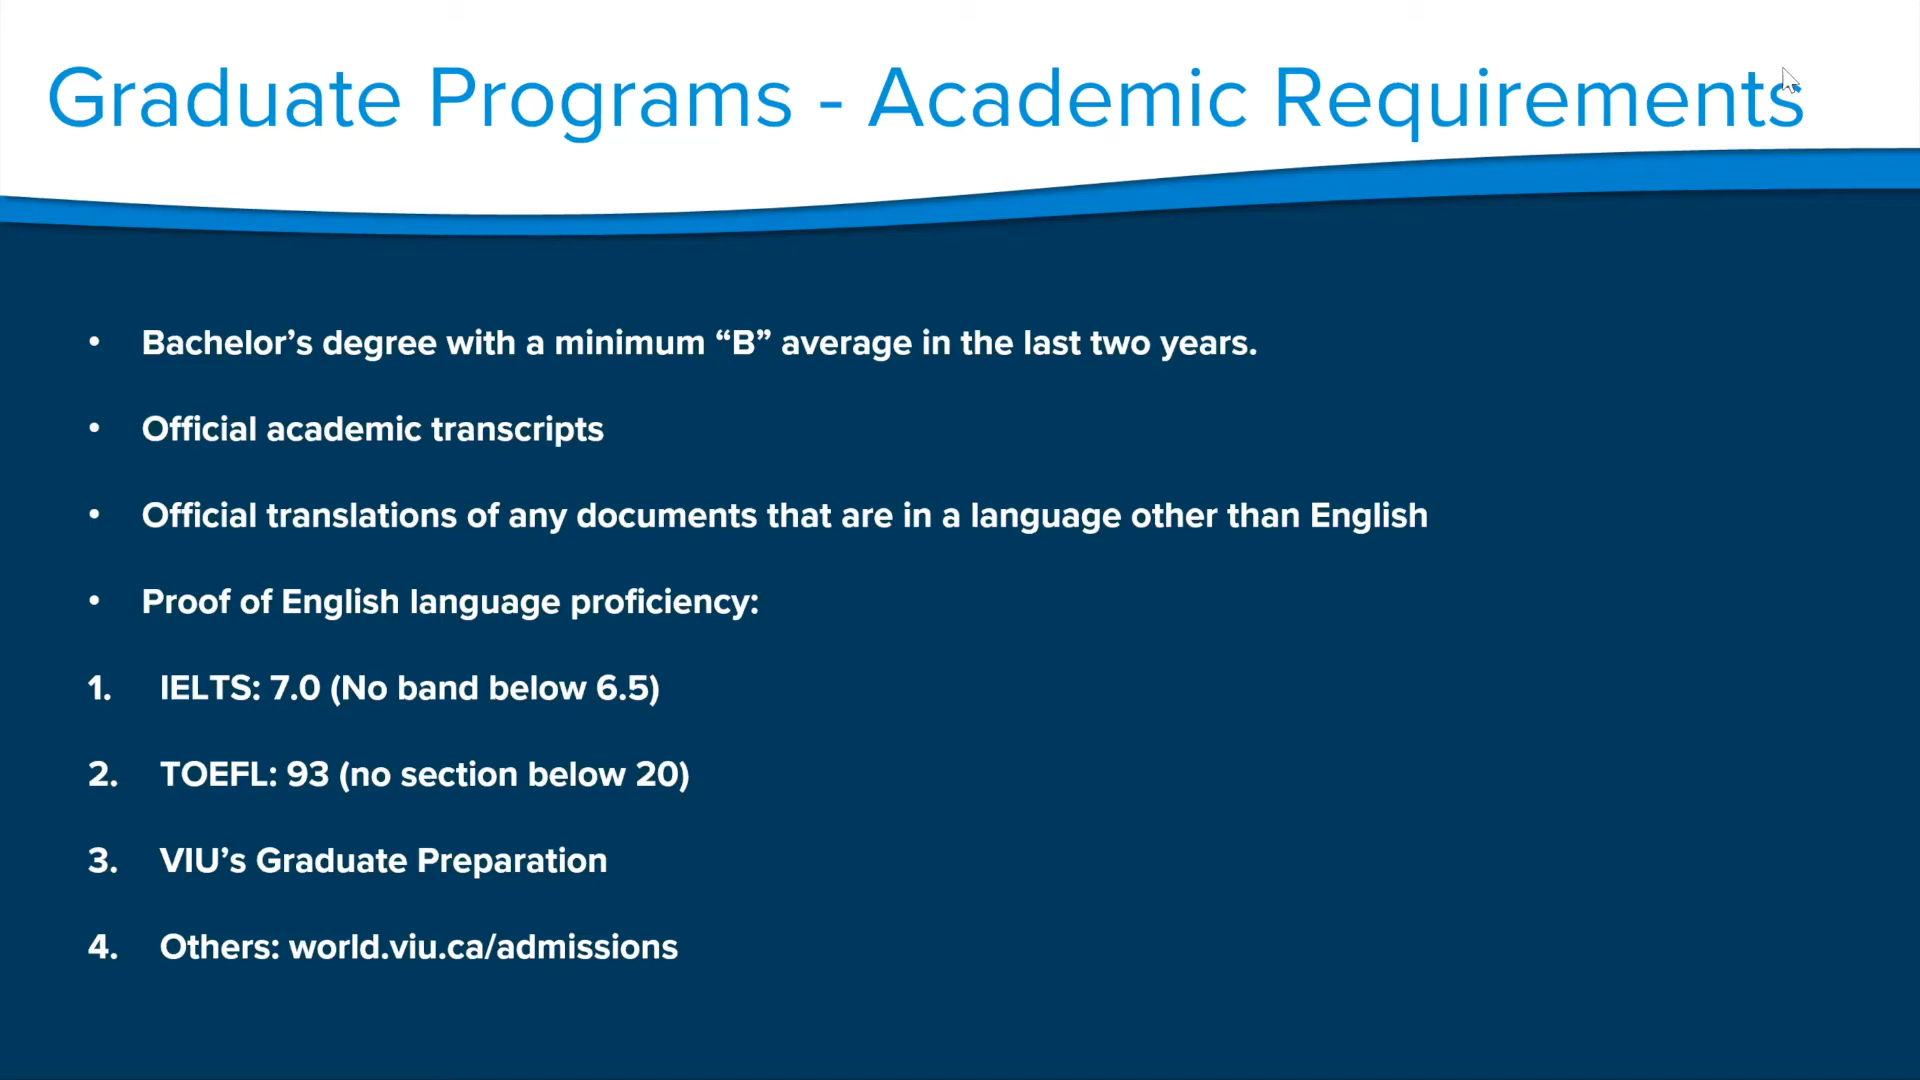 Graduate Programs - Academic Requirements
• Bachelor’s degree with a minimum “B” average in the last two years.
• Official academic transcripts
• Official translations of any documents that are in a language other than English
• Proof of English language proficiency:
1. IELTS: 7.0 (No band below 6.5)
2. TOEFL: 93 (no section below 20)
3. VIU’s Graduate Preparation
4. Others: world.viu.ca/admissions